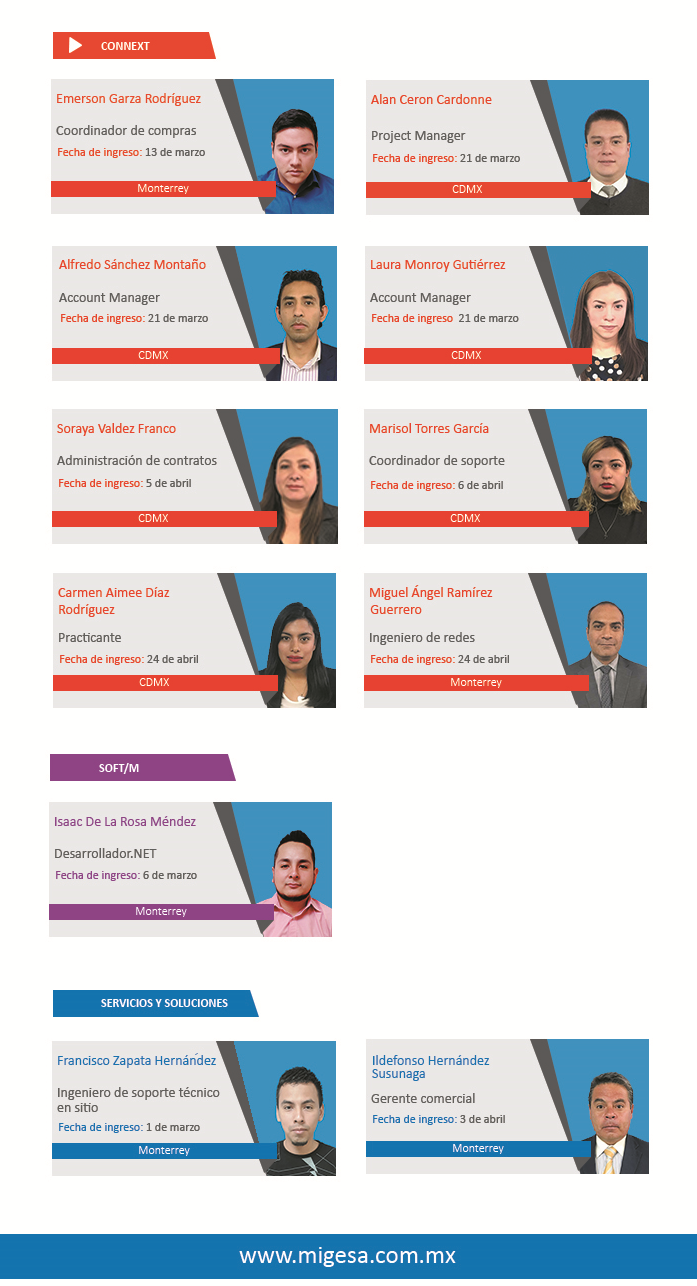 CONNEXT
Emerson Garza Rodríguez
Coordinador de compras
Fecha de ingreso: 13 de marzo
Monterrey
Alan Ceron Cardonne
Project Manager
Fecha de ingreso: 21 de marzo
CDMX
Alfredo Sánchez Montaño
Account Manager
Fecha de ingreso: 21 de marzo
CDMX
Laura Monroy Gutiérrez
Account Manager
Fecha de ingreso 21 de marzo
CDMX
Soraya Valdez Franco
Administración de contratos
Fecha de ingreso: 5 de abril
CDMX
Marisol Torres García
Coordinador de soporte
Fecha de ingreso: 6 de abril
CDMX
Carmen Aimee Díaz
Rodríguez
Practicante
Fecha de ingreso: 24 de abril
CDMX
Miguel Ángel Ramírez
Guerrero
Ingeniero de redes
Fecha de ingreso: 24 de abril
Monterrey
SOFT/M
Isaac De La Rosa Méndez
Desarrollador.NET
Fecha de ingreso: 6 de marzo
Monterrey
SERVICIOS Y SOLUCIONES
Francisco Zapata Hernández
Ingeniero de soporte técnico
en sitio
Fecha de ingreso: 1 de marzo
Monterrey
Ildefonso Hernández
Susunaga
Gerente comercial
Fecha de ingreso: 3 de abril
Monterrey
www.migesa.com.mx